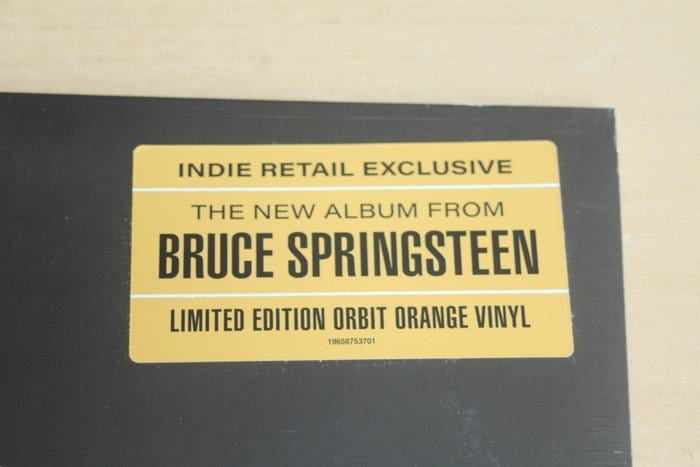 INDIE RETAIL EXCLUSIVE
THE NEW ALBUM FROM
BRUCE SPRINGSTEEN
LIMITED EDITION ORBIT ORANGE VINYL
19658753701